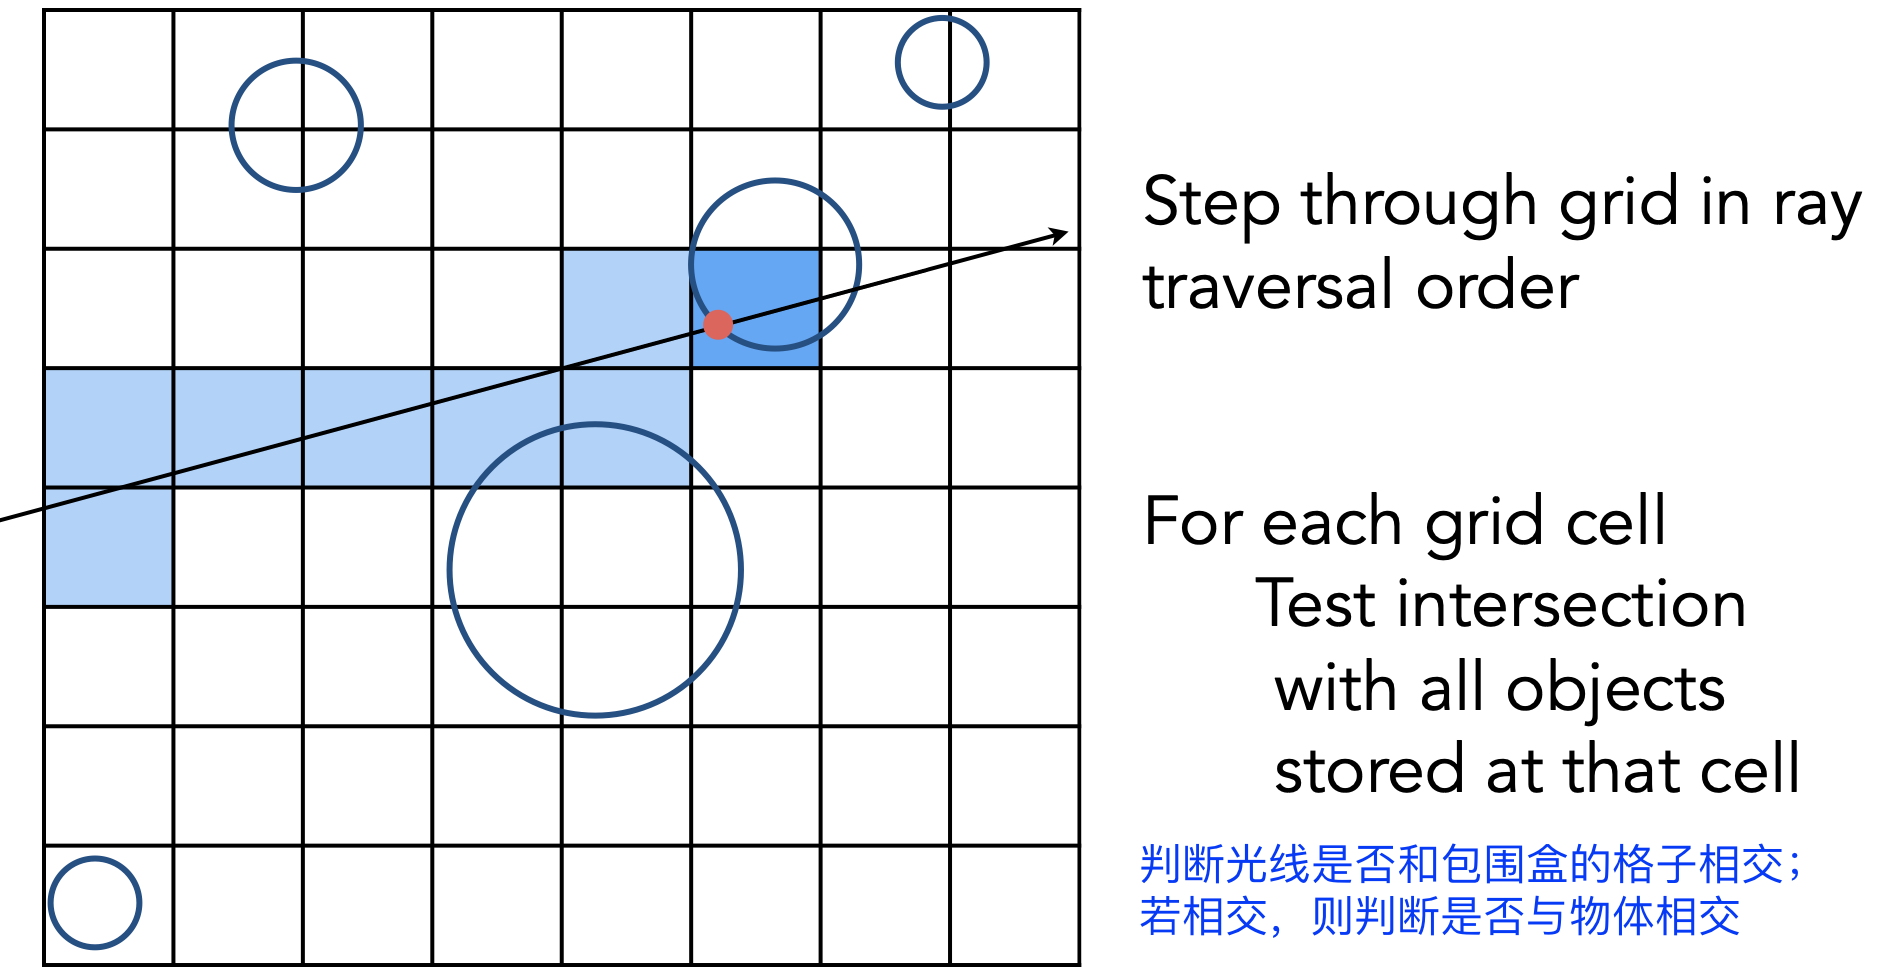 Step through grid in ray
traversal order
For each grid cell
Test intersection
with all objects
stored at that cell
判断光线是否和包围盒的格子相交；
若相交，则判断是否与物体相交